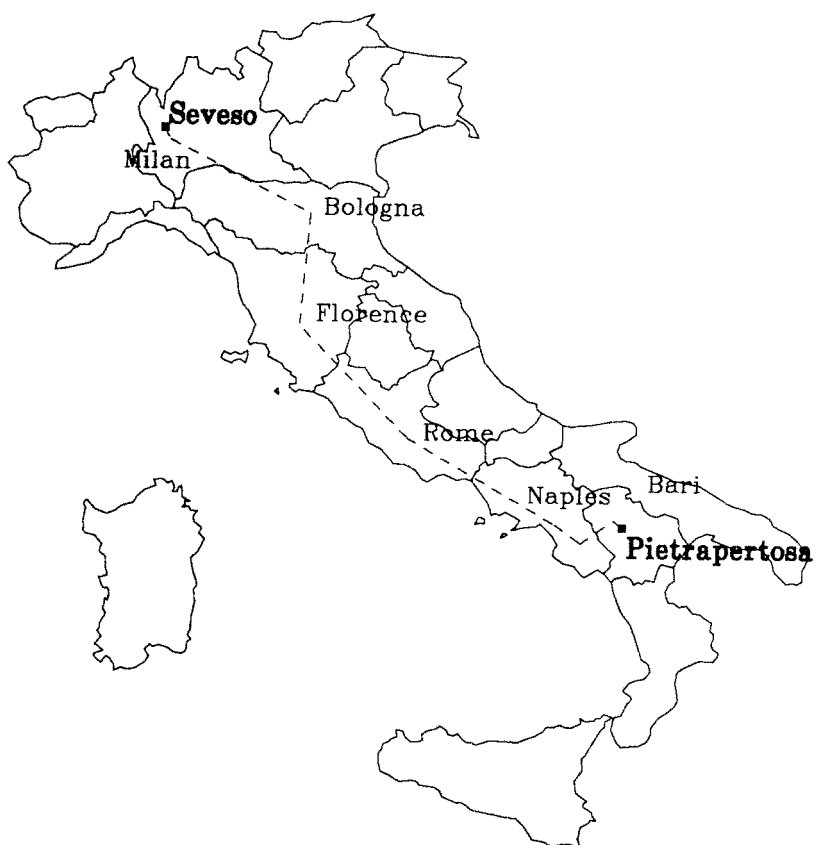 Seveso
Milan
Bologna
Florence
Rome
Naples
Bari
Pietrapertosa